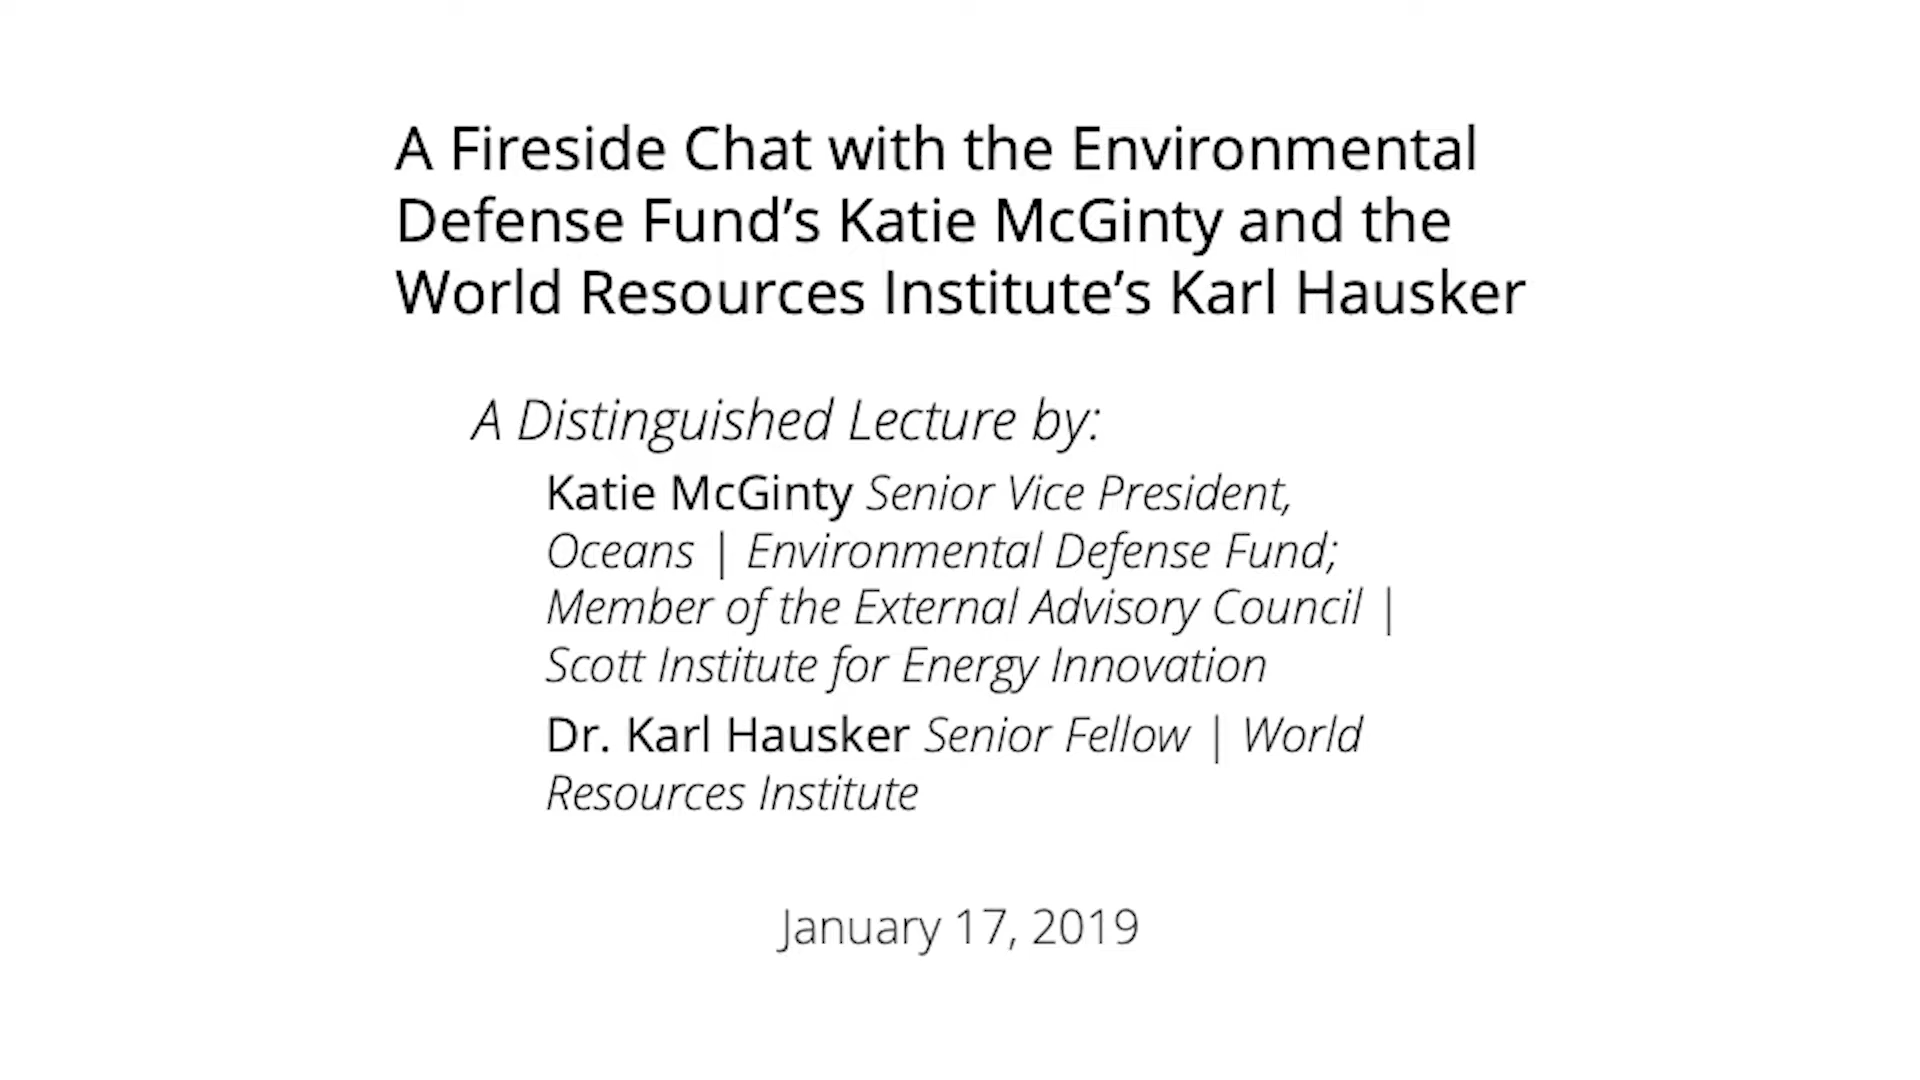 A Fireside Chat with the Environmental
Defense Fund’s Katie McGinty and the
World Resources Institute’s Karl Hausker
A Distinguished Lecture by:
Katie McGinty Senior Vice President,
Oceans | Environmental Defense Fund;
Member of the External Advisory Council |
Scott Institute for Energy Innovation
Dr. Karl Hausker Senior Fellow | World
Resources Institute
January 17, 2019